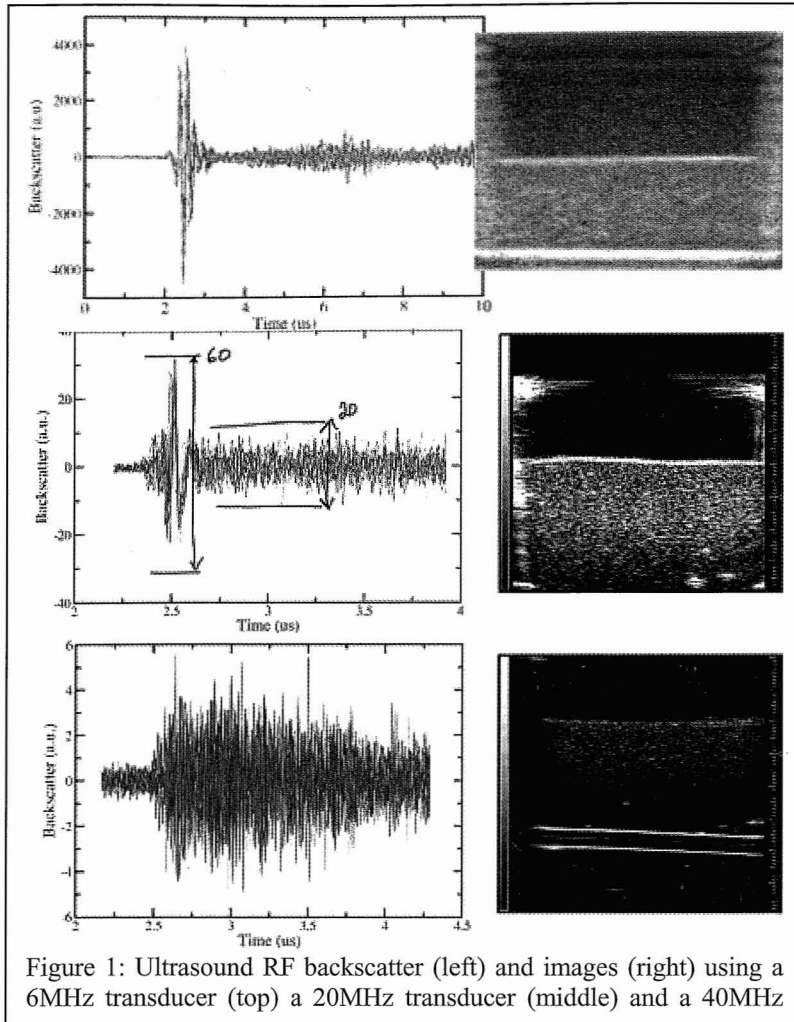 4000
2000
0
-2000
-4000
Backscatter (a.u)
0 2 4 6 8 10
Time (us)
40
20
0
-20
-40
Backscatter (a.u.)
60
20
2 2.5 3 3.5 4
Time (us)
6
4
2
0
-2
-4
-6
Backscatter (a.u.)
2 2.5 3 3.5 4 4.5
Time (us)
Figure 1: Ultrasound RF backscatter (left) and images (right) using a
6MHz transducer (top) a 20MHz transducer (middle) and a 40MHz